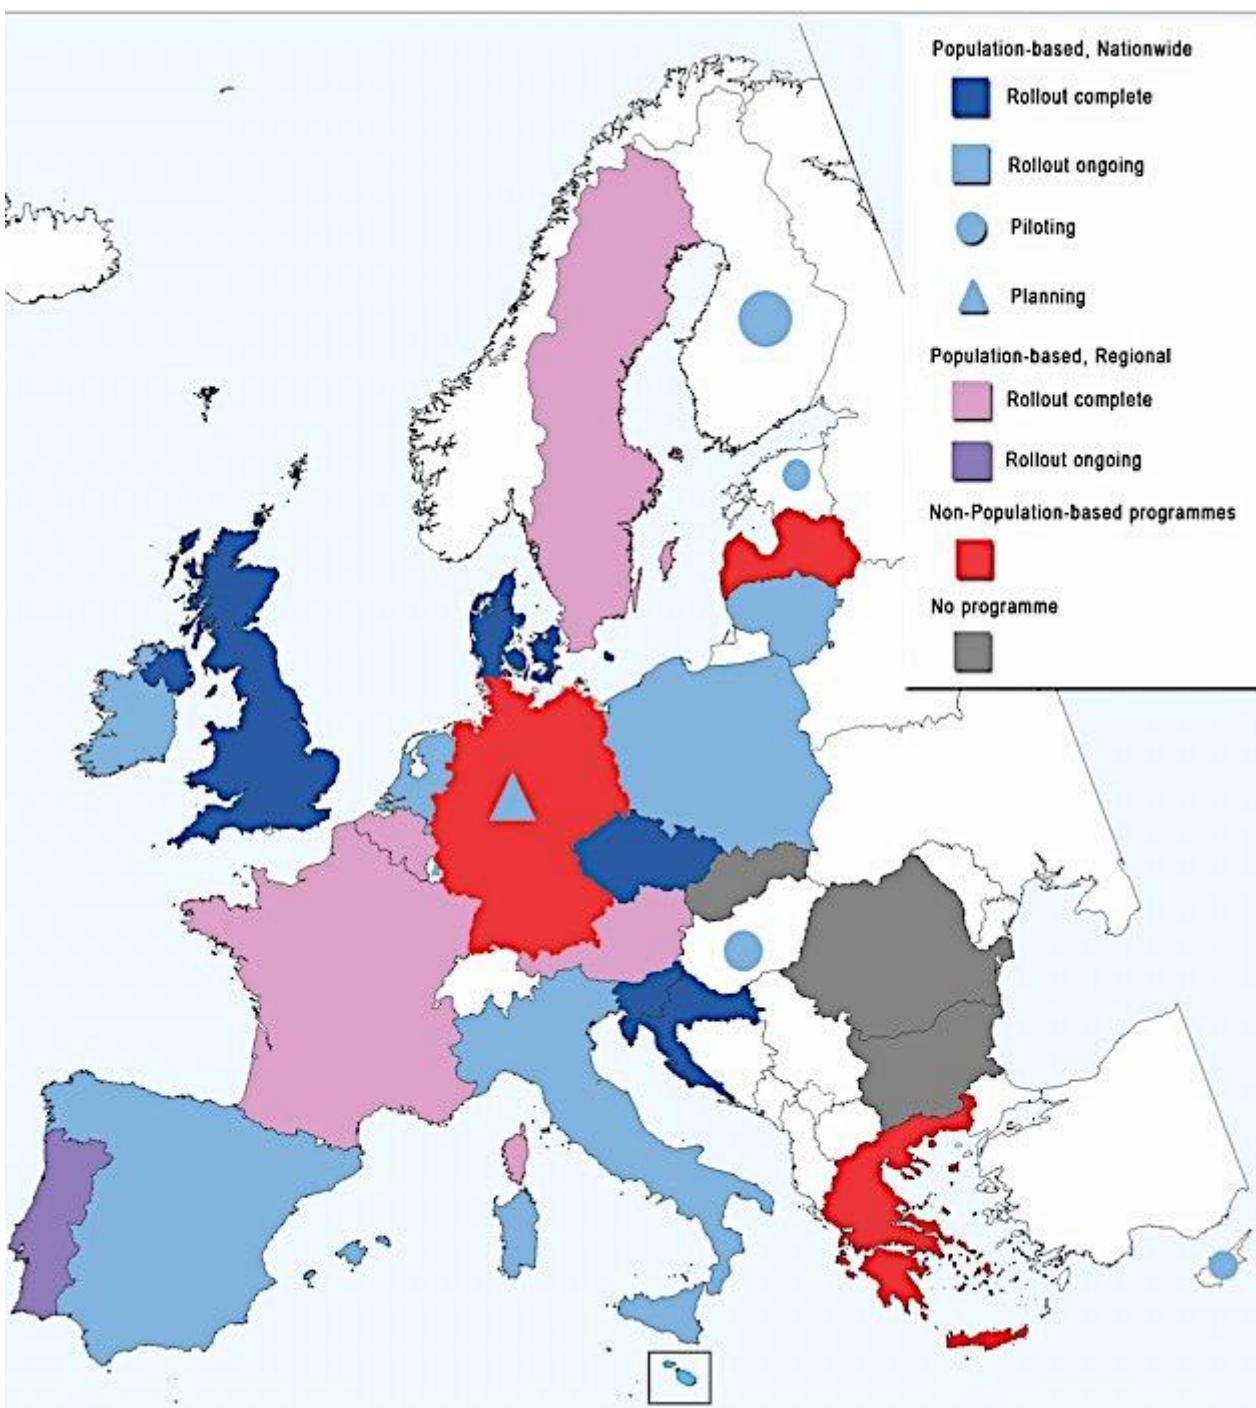 Population-based, Nationwide
Rollout complete
Rollout ongoing
Piloting
Planning
Population-based, Regional
Rollout complete
Rollout ongoing
Non-Population-based programmes
No programme